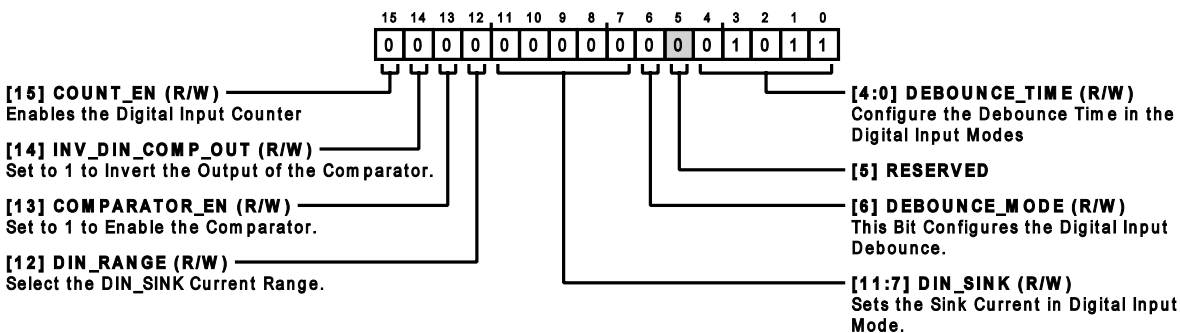 15 14 13 12 11 10 9 8 7 6 5 4 3 2 1 0
0 0 0 0 0 0 0 0 0 0 0 0 1 0 1 1
[15] COUNT_EN (R/W)
Enables the Digital Input Counter
[14] INV_DIN_COMP_OUT (R/W)
Set to 1 to Invert the Output of the Comparator.
[13] COMPARATOR_EN (R/W)
Set to 1 to Enable the Comparator.
[12] DIN_RANGE (R/W)
Select the DIN_SINK Current Range.
[4:0] DEBOUNCE_TIME (R/W)
Configure the Debounce Time in the
Digital Input Modes
[5] RESERVED
[6] DEBOUNCE_MODE (R/W)
This Bit Configures the Digital Input
Debounce.
[11:7] DIN_SINK (R/W)
Sets the Sink Current in Digital Input
Mode.